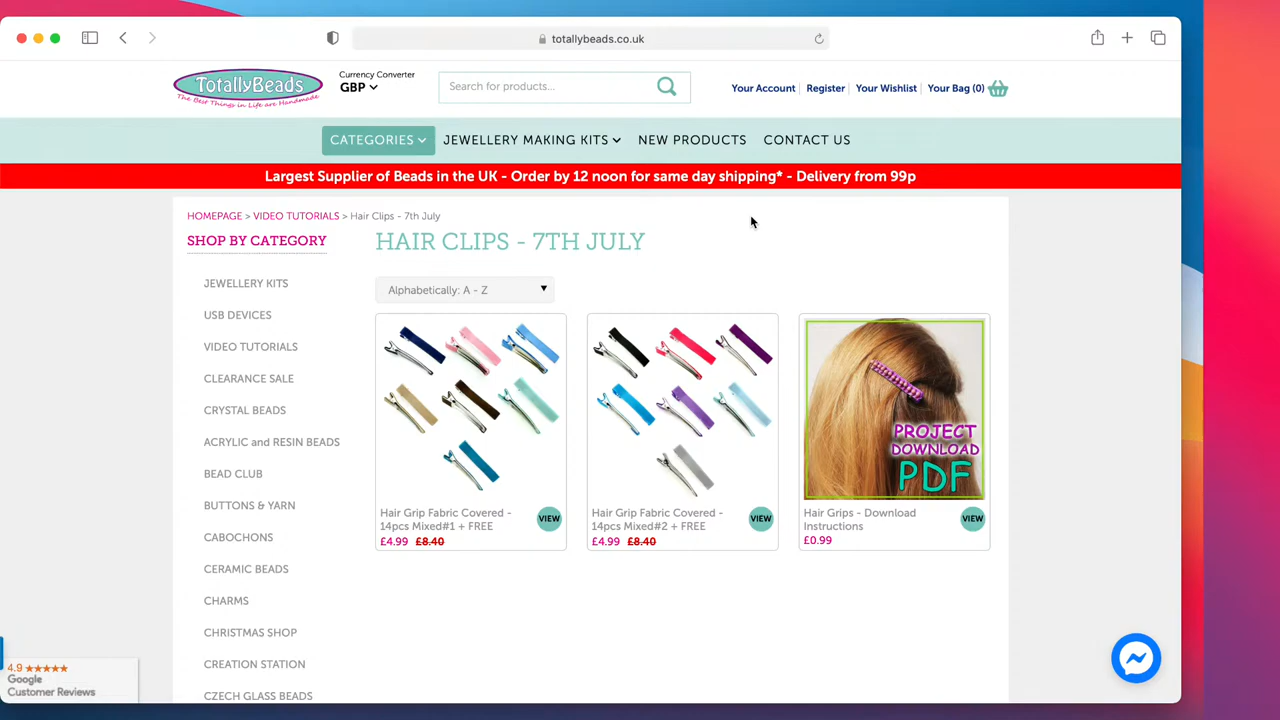 totallybeads.co.uk
TotallyBeads
The Best Things in Life are Handmade
Currency Converter
GBP
Search for products...
Your Account
Register
Your Wishlist
Your Bag (0)
CATEGORIES
JEWELLERY MAKING KITS
NEW PRODUCTS
CONTACT US
Largest Supplier of Beads in the UK - Order by 12 noon for same day shipping* - Delivery from 99p
HOMEPAGE > VIDEO TUTORIALS > Hair Clips - 7th July
SHOP BY CATEGORY
JEWELLERY KITS
USB DEVICES
VIDEO TUTORIALS
CLEARANCE SALE
CRYSTAL BEADS
ACRYLIC and RESIN BEADS
BEAD CLUB
BUTTONS & YARN
CABOCHONS
CERAMIC BEADS
CHARMS
CHRISTMAS SHOP
CREATION STATION
CZECH GLASS BEADS
HAIR CLIPS - 7TH JULY
Alphabetically: A - Z
Hair Grip Fabric Covered -
14pcs Mixed#1 + FREE
£4.99 £8.40
VIEW
Hair Grip Fabric Covered -
14pcs Mixed#2 + FREE
£4.99 £8.40
VIEW
PROJECT
DOWNLOAD
PDF
Hair Grips - Download
Instructions
£0.99
VIEW
4.9
Google
Customer Reviews